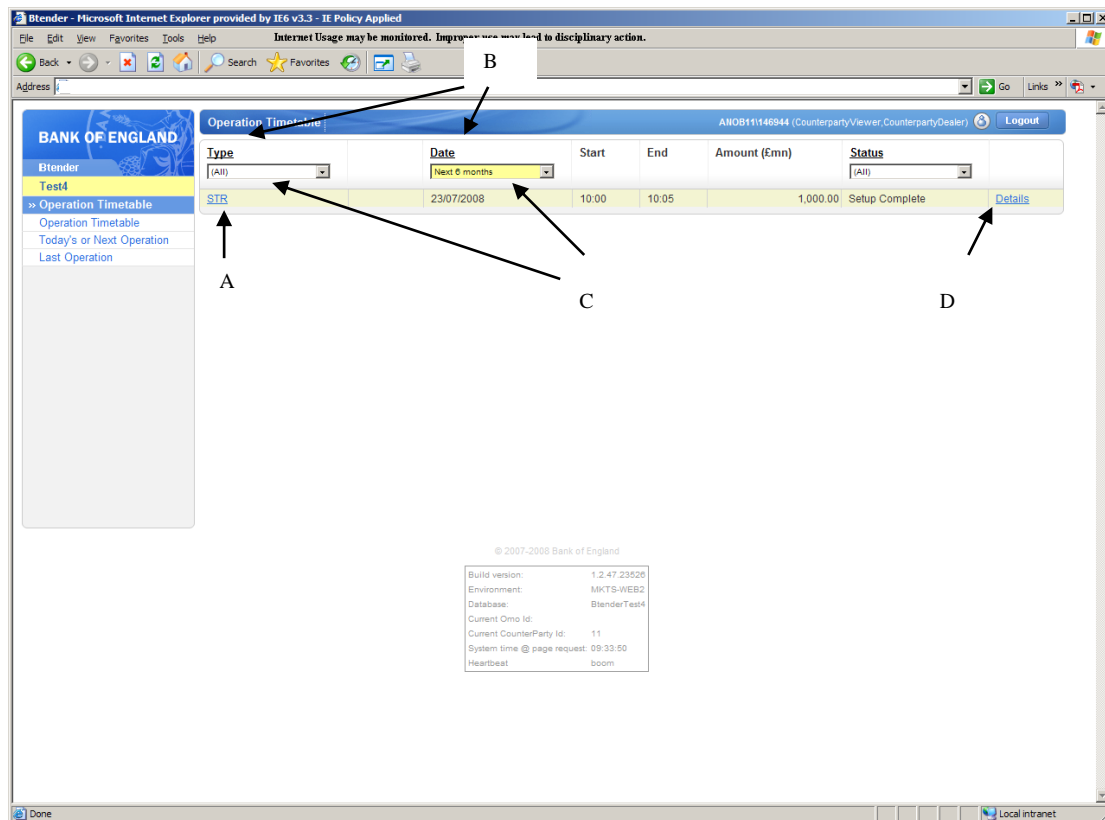 Btender - Microsoft Internet Explorer provided by IE6 v3.3 - IE Policy Applied
File Edit View Favorites Tools Help Internet Usage may be monitored. Improper use may lead to disciplinary action.
Back Search Favorites
B
Address Go Links »
BANK OF ENGLAND
Operation Timetable ANOB11\146944 (CounterpartyViewer,CounterpartyDealer) Logout
Btender
Test4
» Operation Timetable
Operation Timetable
Today's or Next Operation
Last Operation
Type Date Start End Amount (£mn) Status
(All) Next 6 months (All)
STR 23/07/2008 10:00 10:05 1,000.00 Setup Complete Details
A
C
D
© 2007-2008 Bank of England
Build version: 1.2.47.23526
Environment: MKTS-WEB2
Database: BtenderTest4
Current Omo Id:
Current CounterParty Id: 11
System time @ page request: 09:33:50
Heartbeat boom
Done Local intranet